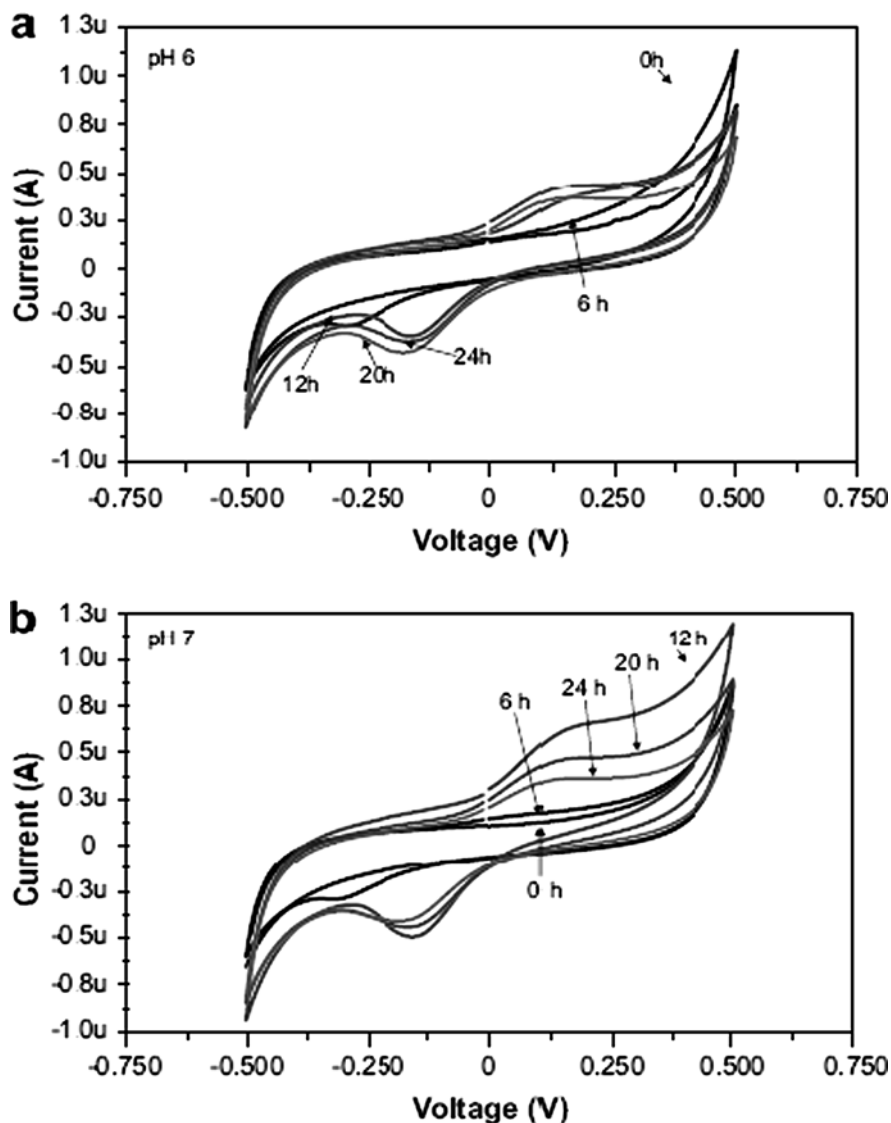 a
pH 6
0h
1.3u
1.0u
0.8u
0.5u
0.3u
0
-0.3u
-0.5u
-0.8u
-1.0u
Current (A)
6 h
12h
20h
24h
-0.750
-0.500
-0.250
0
0.250
0.500
0.750
Voltage (V)
b
pH 7
12h
20 h
24 h
6 h
0 h
1.3u
1.0u
0.8u
0.5u
0.3u
0
-0.3u
-0.5u
-0.8u
-1.0u
Current (A)
-0.750
-0.500
-0.250
0
0.250
0.500
0.750
Voltage (V)